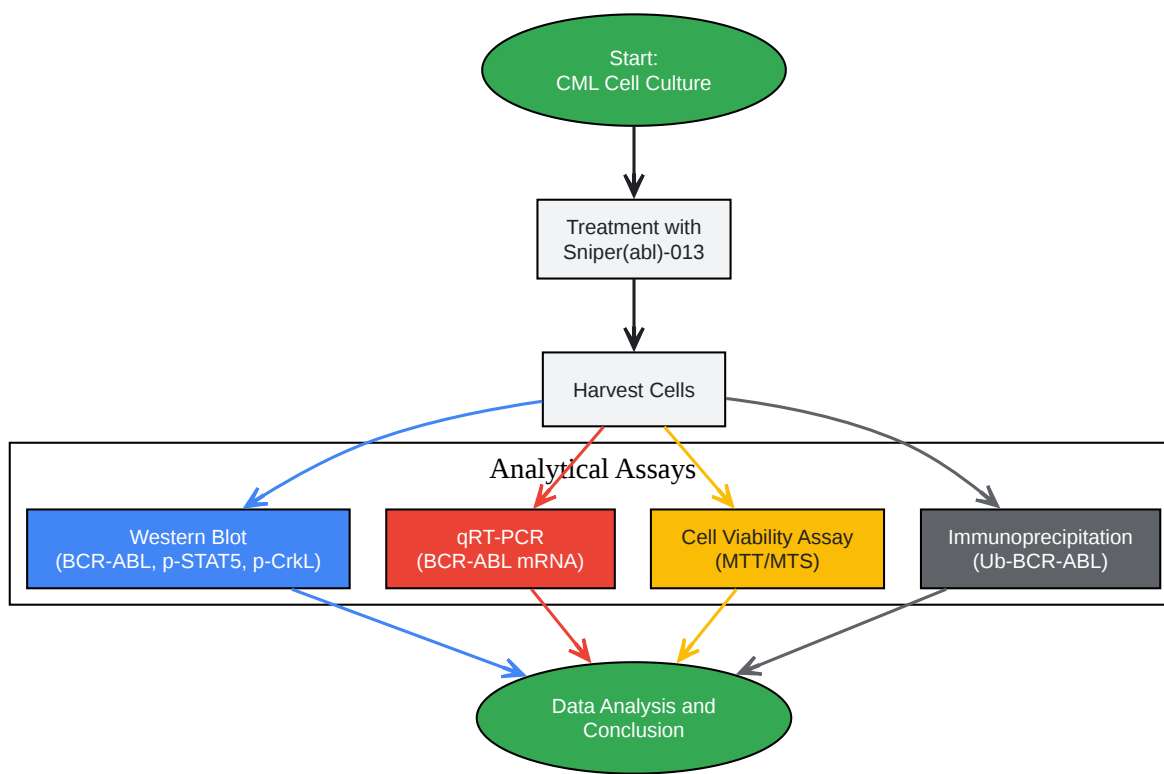 Start:
CML Cell Culture
Treatment with
Sniper(abl)-013
Harvest Cells
Analytical Assays
Western Blot
(BCR-ABL, p-STAT5, p-CrkL)
qRT-PCR
(BCR-ABL mRNA)
Cell Viability Assay
(MTT/MTS)
Immunoprecipitation
(Ub-BCR-ABL)
Data Analysis and
Conclusion